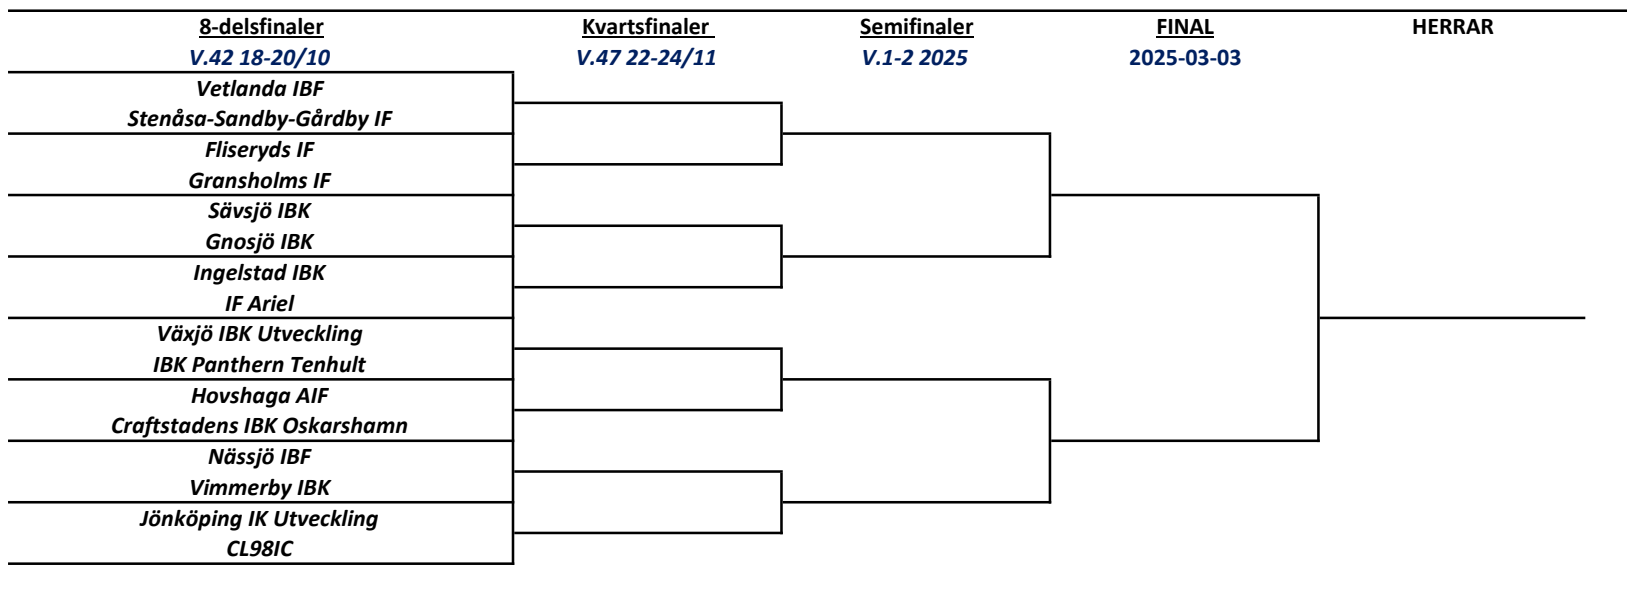 8-delsfinaler Kvartsfinaler Semifinaler FINAL HERRAR
V.42 18-20/10 V.47 22-24/11 V.1-2 2025 2025-03-03
Vetlanda IBF
Stenåsa-Sandby-Gårdby IF
Fliseryds IF
Gransholms IF
Sävsjö IBK
Gnosjö IBK
Ingelstad IBK
IF Ariel
Växjö IBK Utveckling
IBK Panthern Tenhult
Hovshaga AIF
Craftstadens IBK Oskarshamn
Nässjö IBF
Vimmerby IBK
Jönköping IK Utveckling
CL98IC